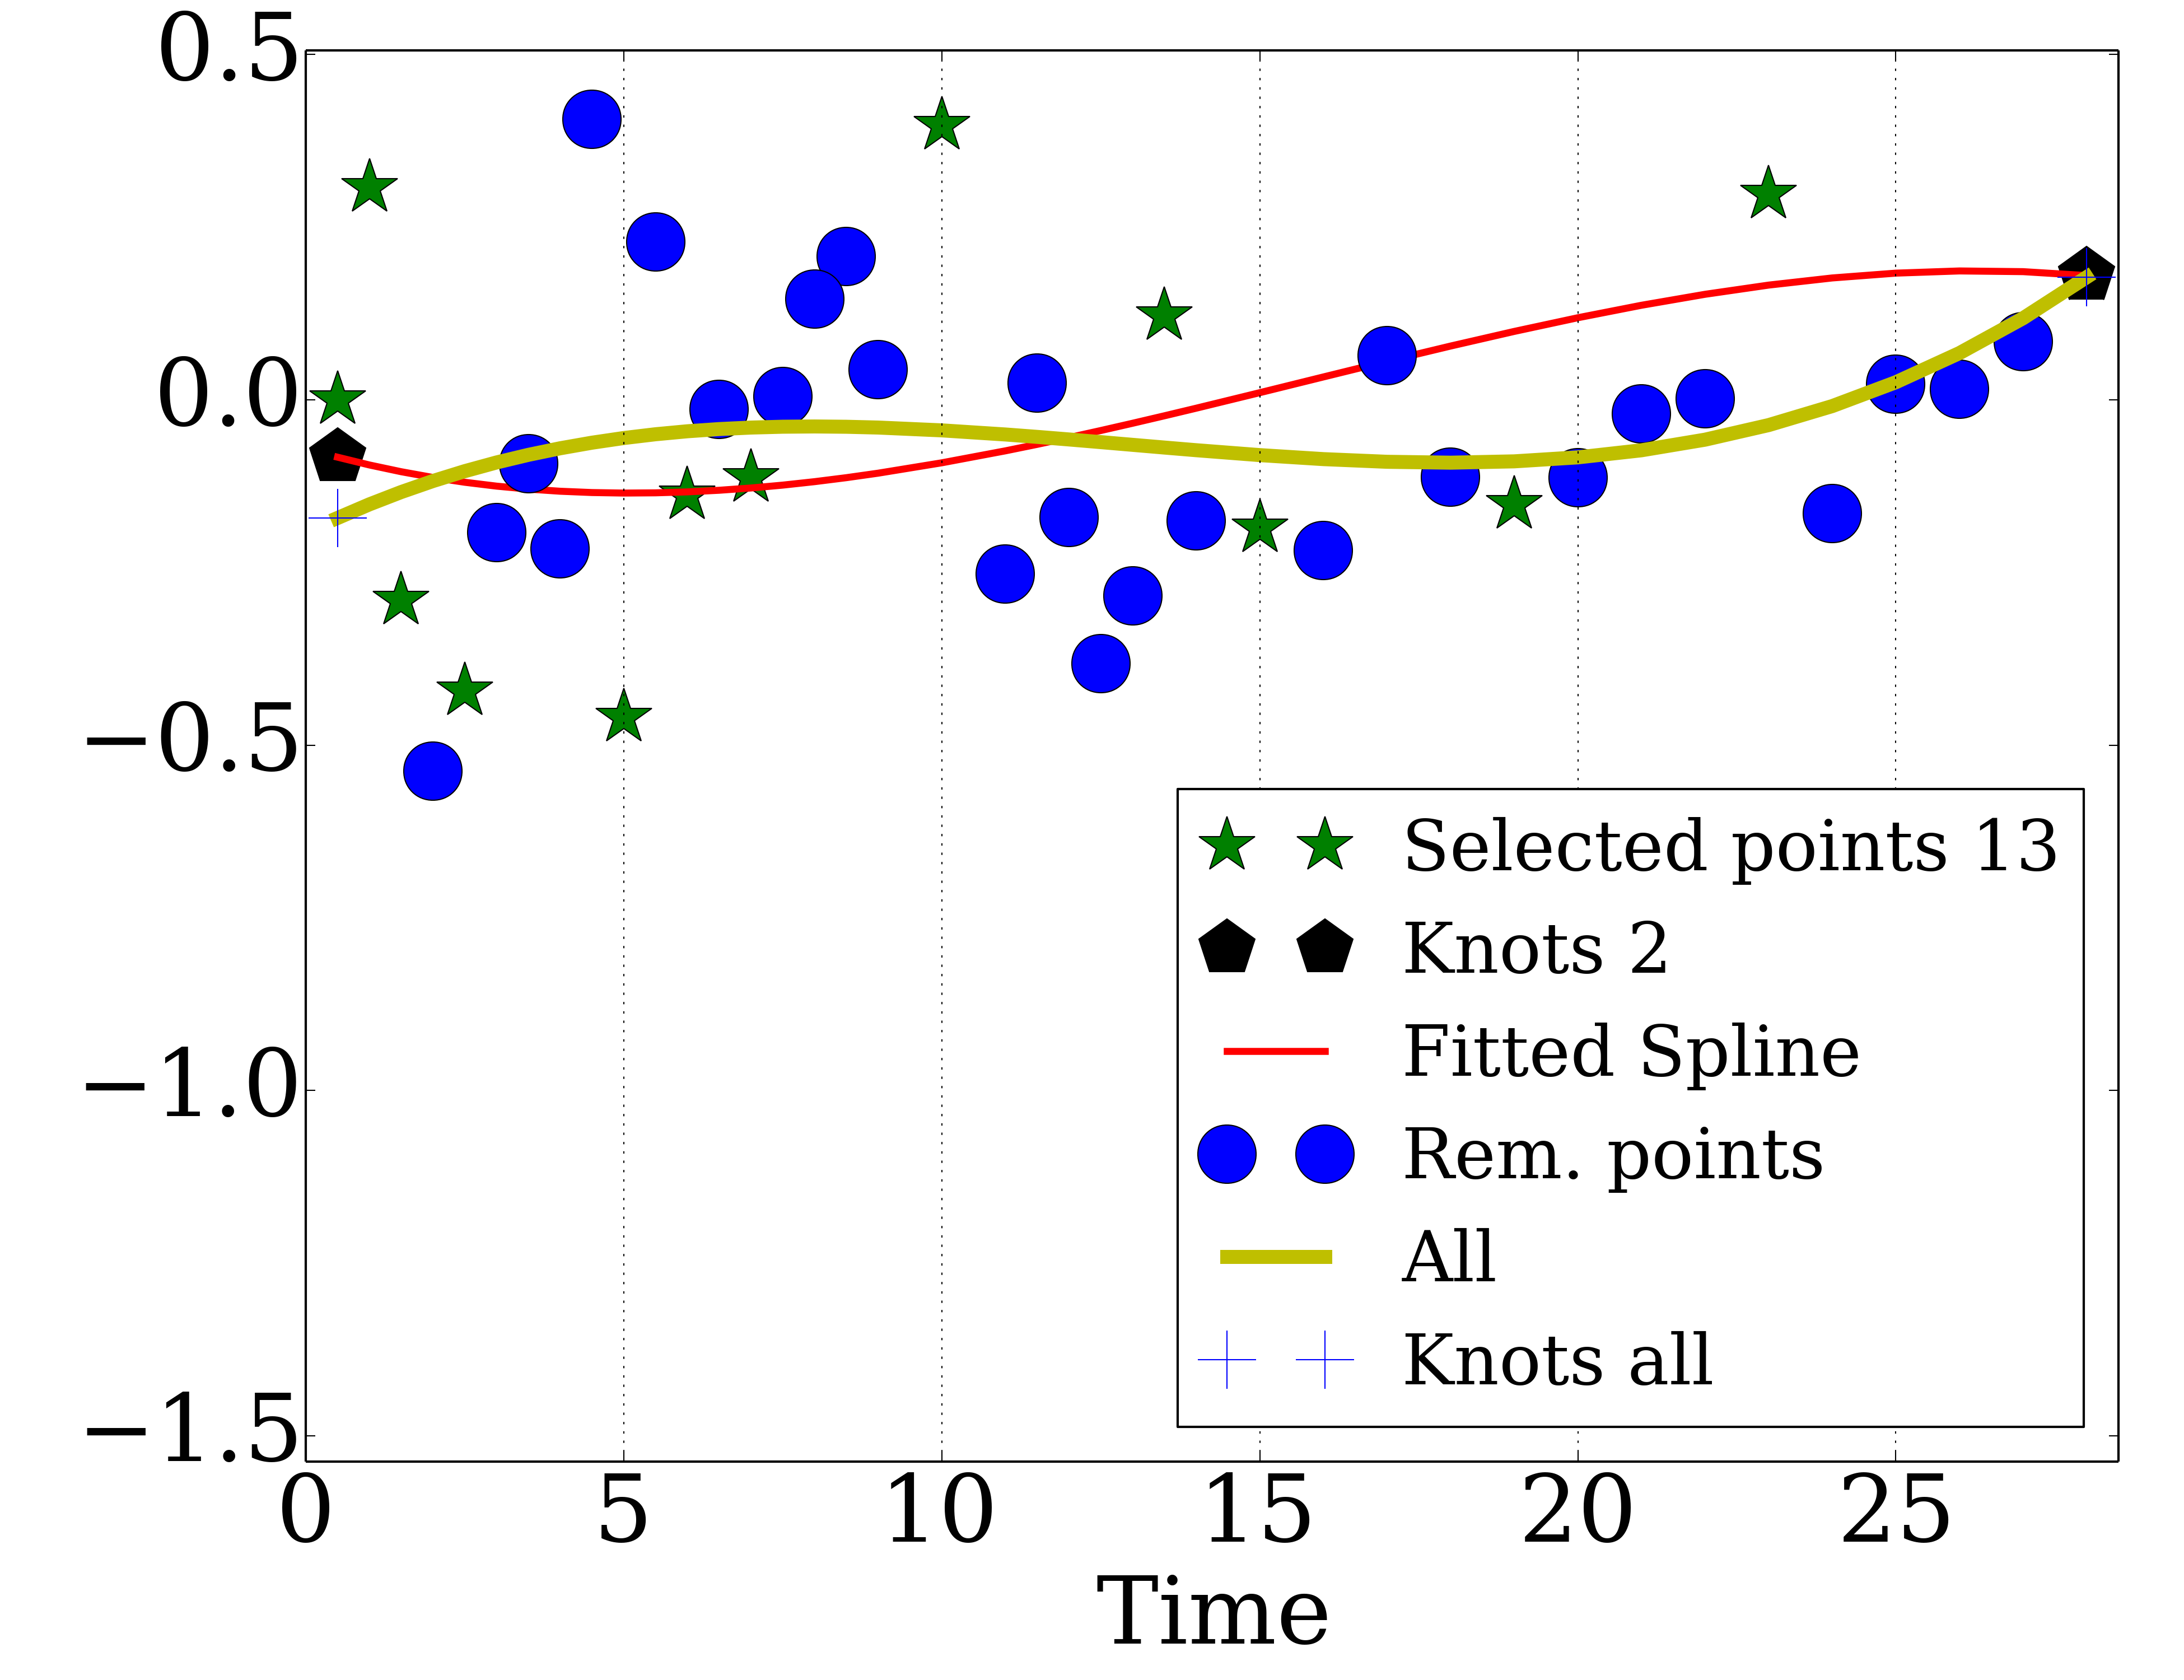 0.5
0.0
−0.5
−1.0
−1.5
0 5 10 15 20 25
Time
Selected points 13
Knots 2
Fitted Spline
Rem. points
All
Knots all